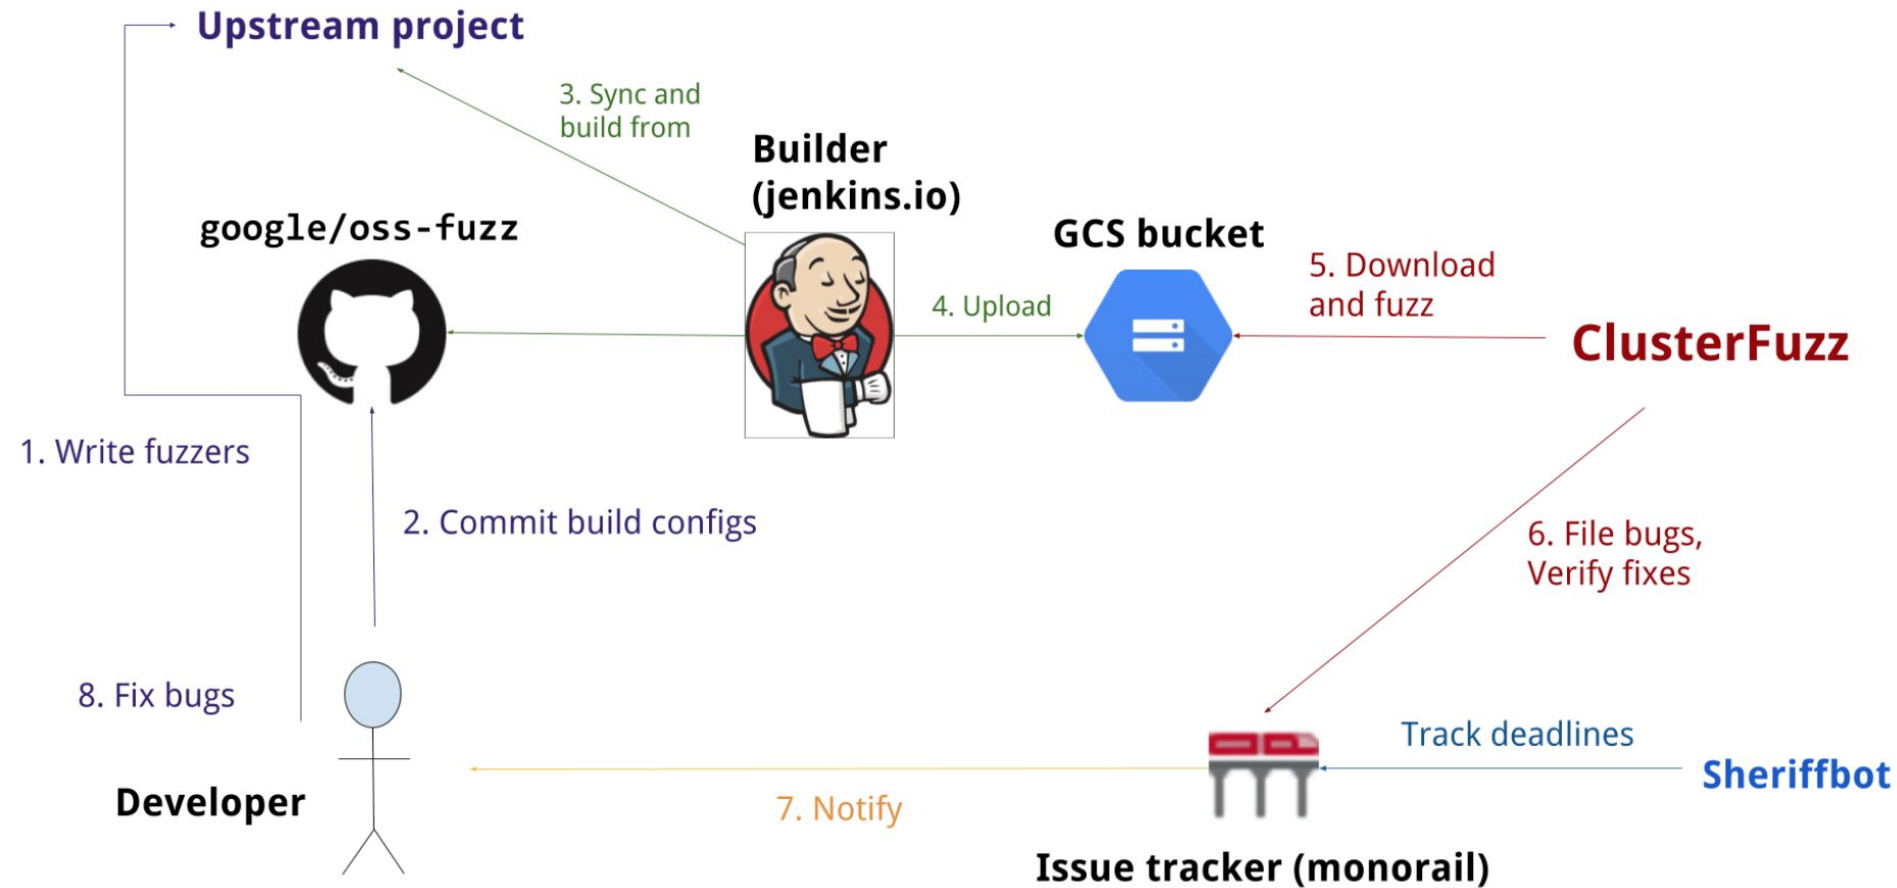 Upstream project
3. Sync and
build from
Builder
(jenkins.io)
google/oss-fuzz
GCS bucket
4. Upload
5. Download
and fuzz
ClusterFuzz
1. Write fuzzers
2. Commit build configs
6. File bugs,
Verify fixes
8. Fix bugs
Developer
7. Notify
Track deadlines
Sheriffbot
Issue tracker (monorail)